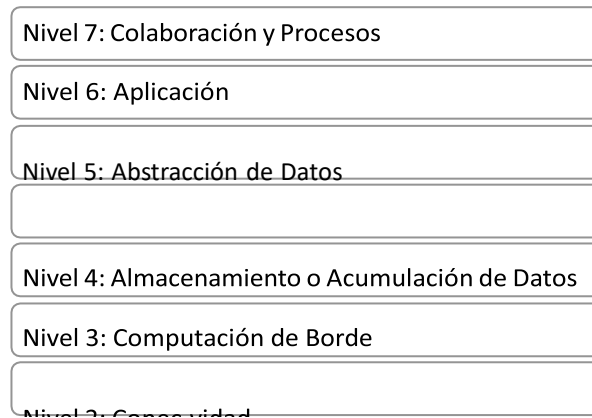 Nivel 7: Colaboración y Procesos
Nivel 6: Aplicación
Nivel 5: Abstracción de Datos
Nivel 4: Almacenamiento o Acumulación de Datos
Nivel 3: Computación de Borde
Nivel 2: